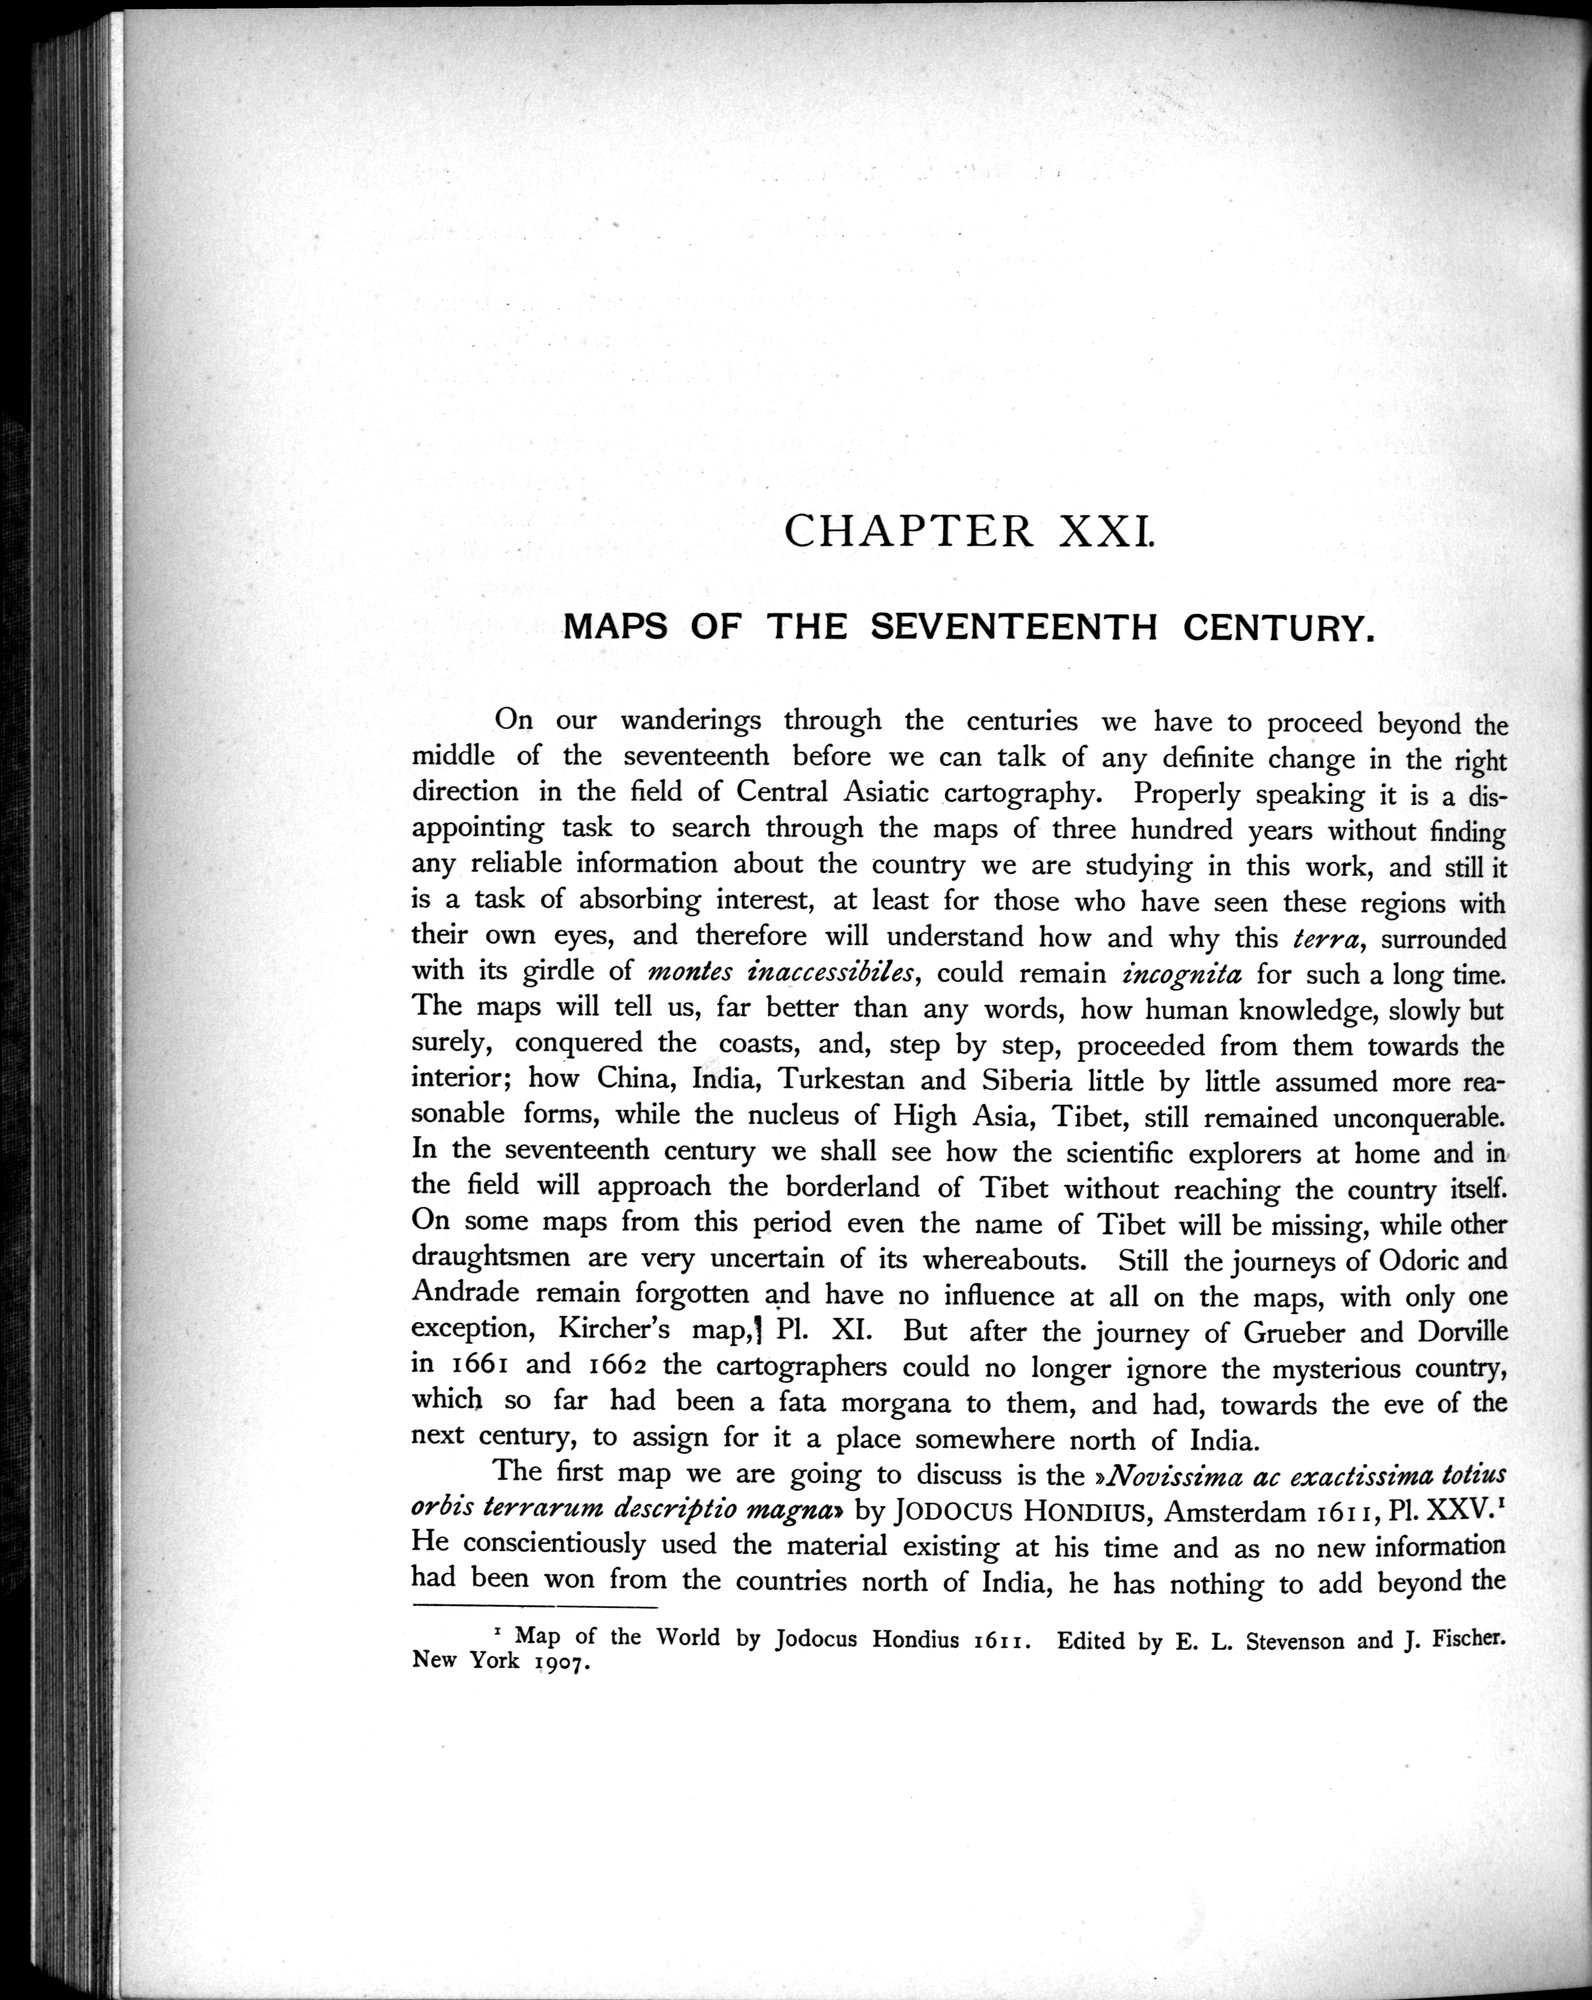 CHAPTER XXI.
MAPS OF THE SEVENTEENTH CENTURY.
On our wanderings through the centuries we have to proceed beyond the
middle of the seventeenth before we can talk of any definite change in the right
direction in the field of Central Asiatic cartography. Properly speaking it is a dis-
appointing task to search through the maps of three hundred years without finding
any reliable information about the country we are studying in this work, and still it
is a task of absorbing interest, at least for those who have seen these regions with
their own eyes, and therefore will understand how and why this terra, surrounded
with its girdle of montes inaccessibiles, could remain incognita for such a long time.
The maps will tell us, far better than any words, how human knowledge, slowly but
surely, conquered the coasts, and, step by step, proceeded from them towards the
interior; how China, India, Turkestan and Siberia little by little assumed more rea-
sonable forms, while the nucleus of High Asia, Tibet, still remained unconquerable.
In the seventeenth century we shall see how the scientific explorers at home and in
the field will approach the borderland of Tibet without reaching the country itself.
On some maps from this period even the name of Tibet will be missing, while other
draughtsmen are very uncertain of its whereabouts. Still the journeys of Odoric and
Andrade remain forgotten and have no influence at all on the maps, with only one
exception, Kircher's map, Pl. XI. But after the journey of Grueber and Dorville
in 1661 and 1662 the cartographers could no longer ignore the mysterious country,
which so far had been a fata morgana to them, and had, towards the eve of the
next century, to assign for it a place somewhere north of India.
The first map we are going to discuss is the »Novissima ac exactissima totius
orbis terrarum descriptio magna» by JODOCUS HONDIUS, Amsterdam 1611, Pl. XXV.¹
He conscientiously used the material existing at his time and as no new information
had been won from the countries north of India, he has nothing to add beyond the
¹ Map of the World by Jodocus Hondius 1611. Edited by E. L. Stevenson and J. Fischer.
New York 1907.